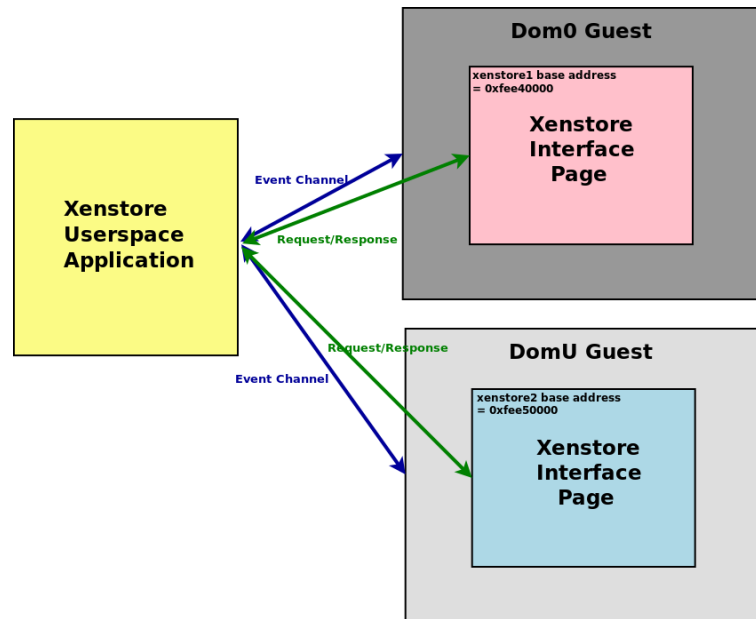 Dom0 Guest
xenstore1 base address
= 0xfee40000
Xenstore
Interface
Page
Xenstore
Userspace
Application
Event Channel
Request/Response
Request/Response
Event Channel
DomU Guest
xenstore2 base address
= 0xfee50000
Xenstore
Interface
Page